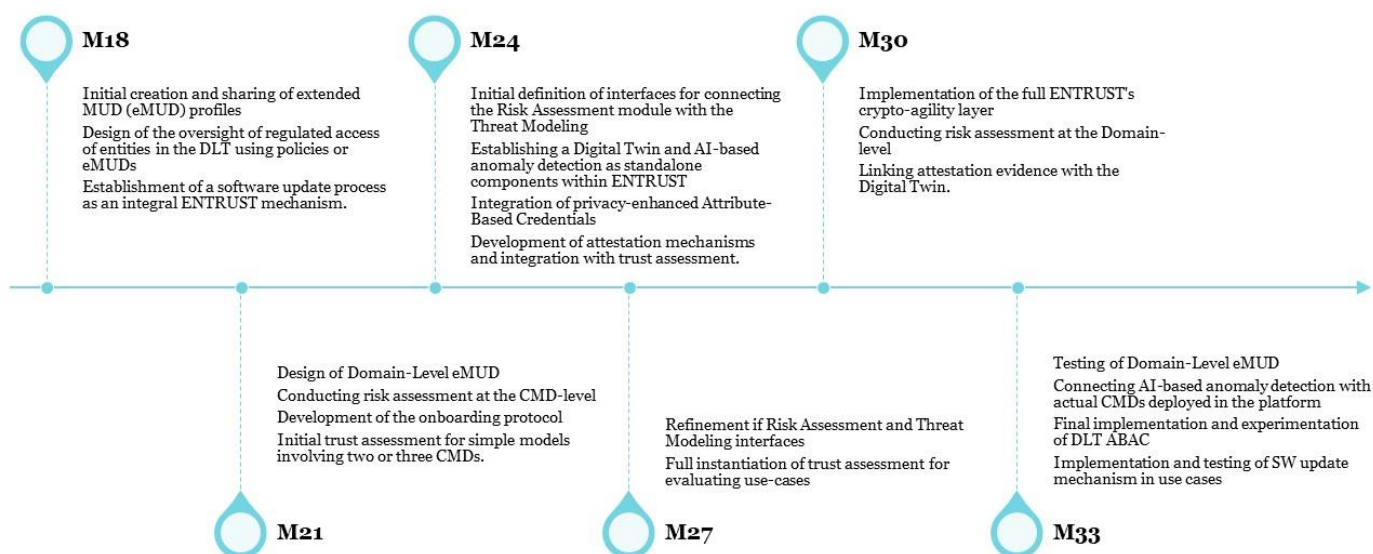 M18
Initial creation and sharing of extended
MUD (eMUD) profiles
Design of the oversight of regulated access
of entities in the DLT using policies or
eMUDs
Establishment of a software update process
as an integral ENTRUST mechanism.
M24
Initial definition of interfaces for connecting
the Risk Assessment module with the
Threat Modeling
Establishing a Digital Twin and AI-based
anomaly detection as standalone
components within ENTRUST
Integration of privacy-enhanced Attribute-
Based Credentials
Development of attestation mechanisms
and integration with trust assessment.
M30
Implementation of the full ENTRUST's
crypto-agility layer
Conducting risk assessment at the Domain-
level
Linking attestation evidence with the
Digital Twin.
Design of Domain-Level eMUD
Conducting risk assessment at the CMD-level
Development of the onboarding protocol
Initial trust assessment for simple models
involving two or three CMDs.
M21
Refinement if Risk Assessment and Threat
Modeling interfaces
Full instantiation of trust assessment for
evaluating use-cases
M27
Testing of Domain-Level eMUD
Connecting AI-based anomaly detection with
actual CMDs deployed in the platform
Final implementation and experimentation
of DLT ABAC
Implementation and testing of SW update
mechanism in use cases
M33